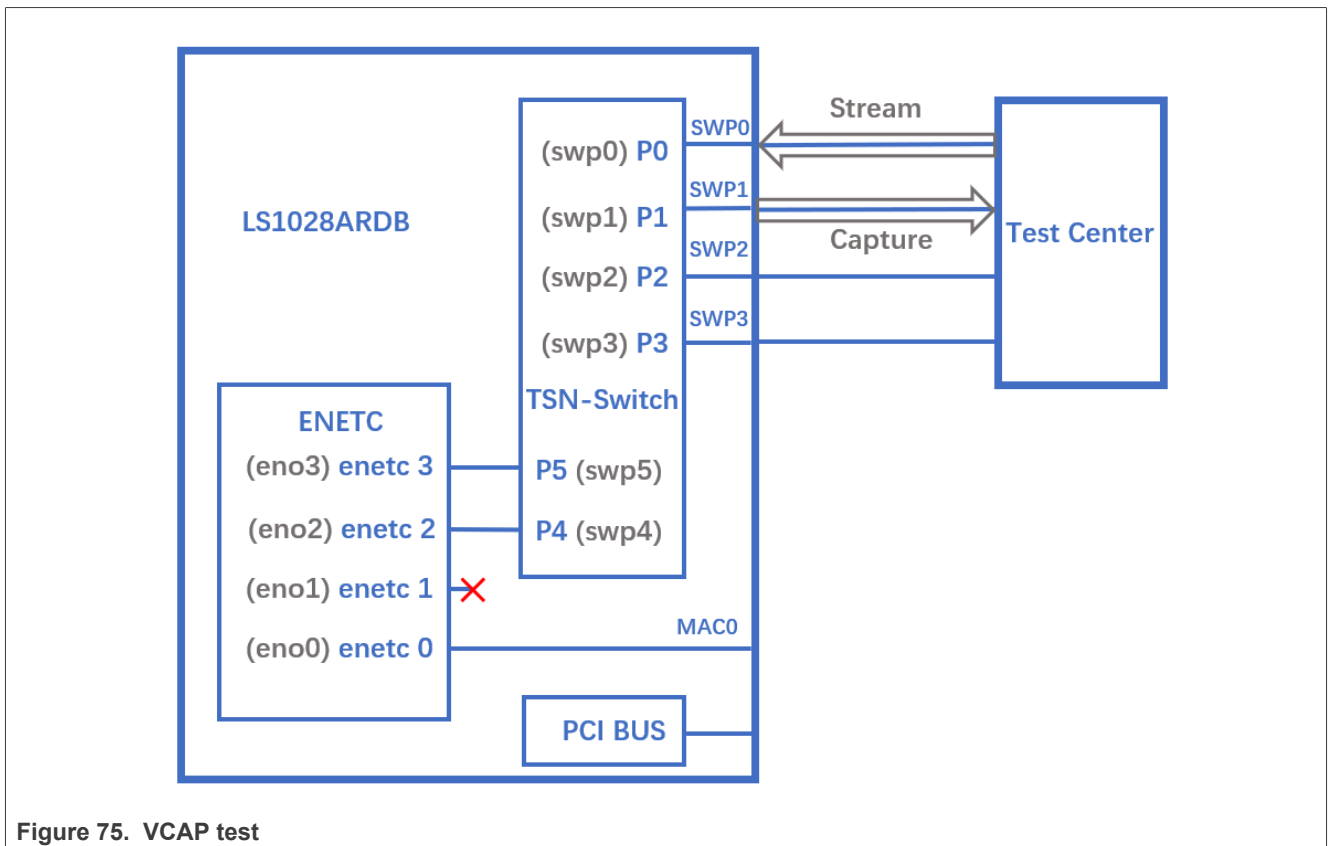 Stream
SWP0
(swp0) P0
SWP1
LS1028ARDB
(swp1) P1
Capture
Test Center
SWP2
(swp2) P2
SWP3
(swp3) P3
TSN-Switch
ENETC
(eno3) enetc 3
P5 (swp5)
(eno2) enetc 2
P4 (swp4)
(eno1) enetc 1
MAC0
(eno0) enetc 0
PCI BUS
Figure 75. VCAP test